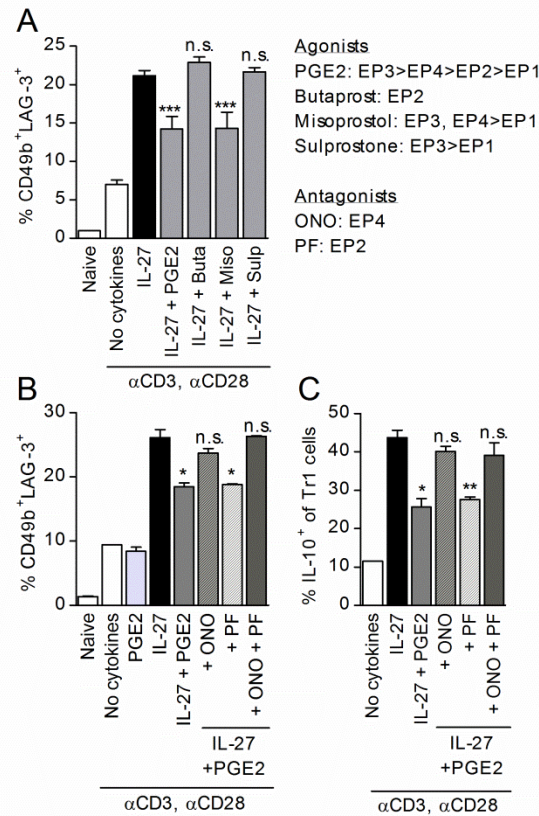 A
% CD49b+LAG-3+
25
20
15
10
5
0
***
n.s.
***
n.s.
Naive
No cytokines
IL-27
IL-27 + PGE2
IL-27 + Buta
IL-27 + Miso
IL-27 + Sulp
αCD3, αCD28
Agonists
PGE2: EP3>EP4>EP2>EP1
Butaprost: EP2
Misoprostol: EP3, EP4>EP1
Sulprostone: EP3>EP1
Antagonists
ONO: EP4
PF: EP2
B
% CD49b+LAG-3+
30
20
10
0
*
n.s.
*
n.s.
Naive
No cytokines
PGE2
IL-27
IL-27 + PGE2
+ ONO
+ PF
+ ONO + PF
IL-27
+PGE2
αCD3, αCD28
C
% IL-10+ of Tr1 cells
50
40
30
20
10
0
*
n.s.
**
n.s.
No cytokines
IL-27
IL-27 + PGE2
+ ONO
+ PF
+ ONO + PF
IL-27
+PGE2
αCD3, αCD28